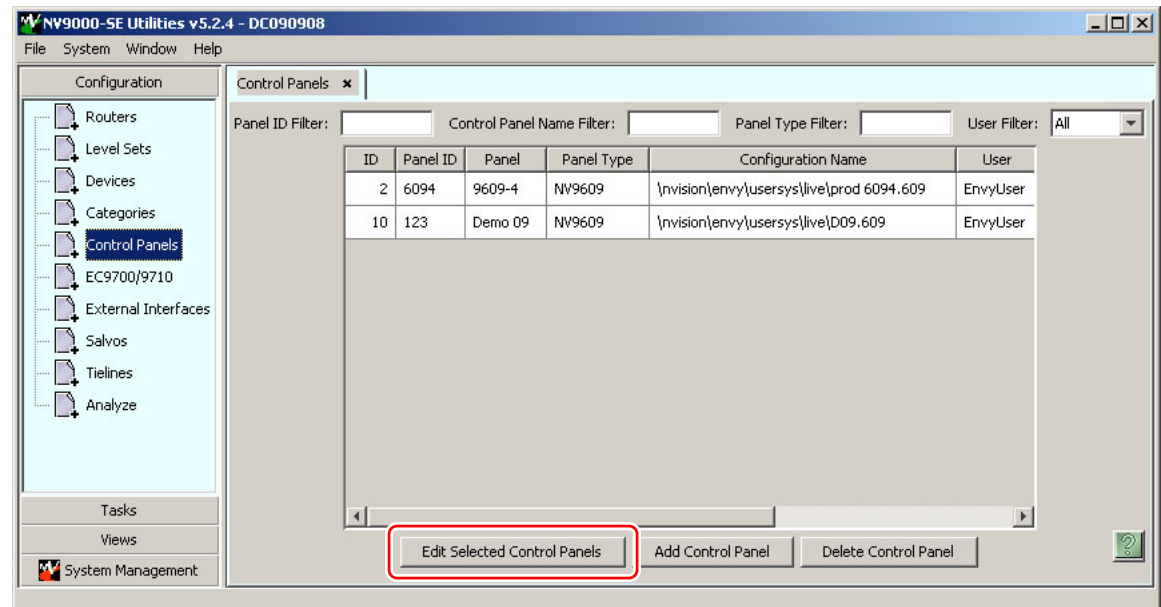 NV9000-SE Utilities v5.2.4 - DC090908
File System Window Help
Configuration
Routers
Level Sets
Devices
Categories
Control Panels
EC9700/9710
External Interfaces
Salvos
Tielines
Analyze
Tasks
Views
System Management
Control Panels
Panel ID Filter: Control Panel Name Filter: Panel Type Filter: User Filter: All
ID Panel ID Panel Panel Type Configuration Name User
2 6094 9609-4 NV9609 \nvision\envy\usersys\live\prod 6094.609 EnvyUser
10 123 Demo 09 NV9609 \nvision\envy\usersys\live\D09.609 EnvyUser
Edit Selected Control Panels Add Control Panel Delete Control Panel
?